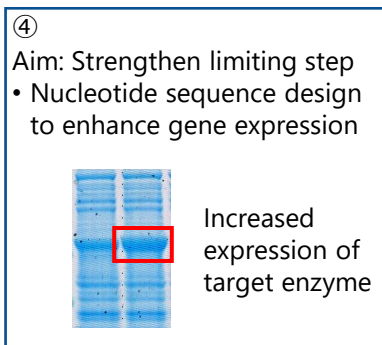 ④
Aim: Strengthen limiting step
• Nucleotide sequence design
to enhance gene expression
Increased
expression of
target enzyme